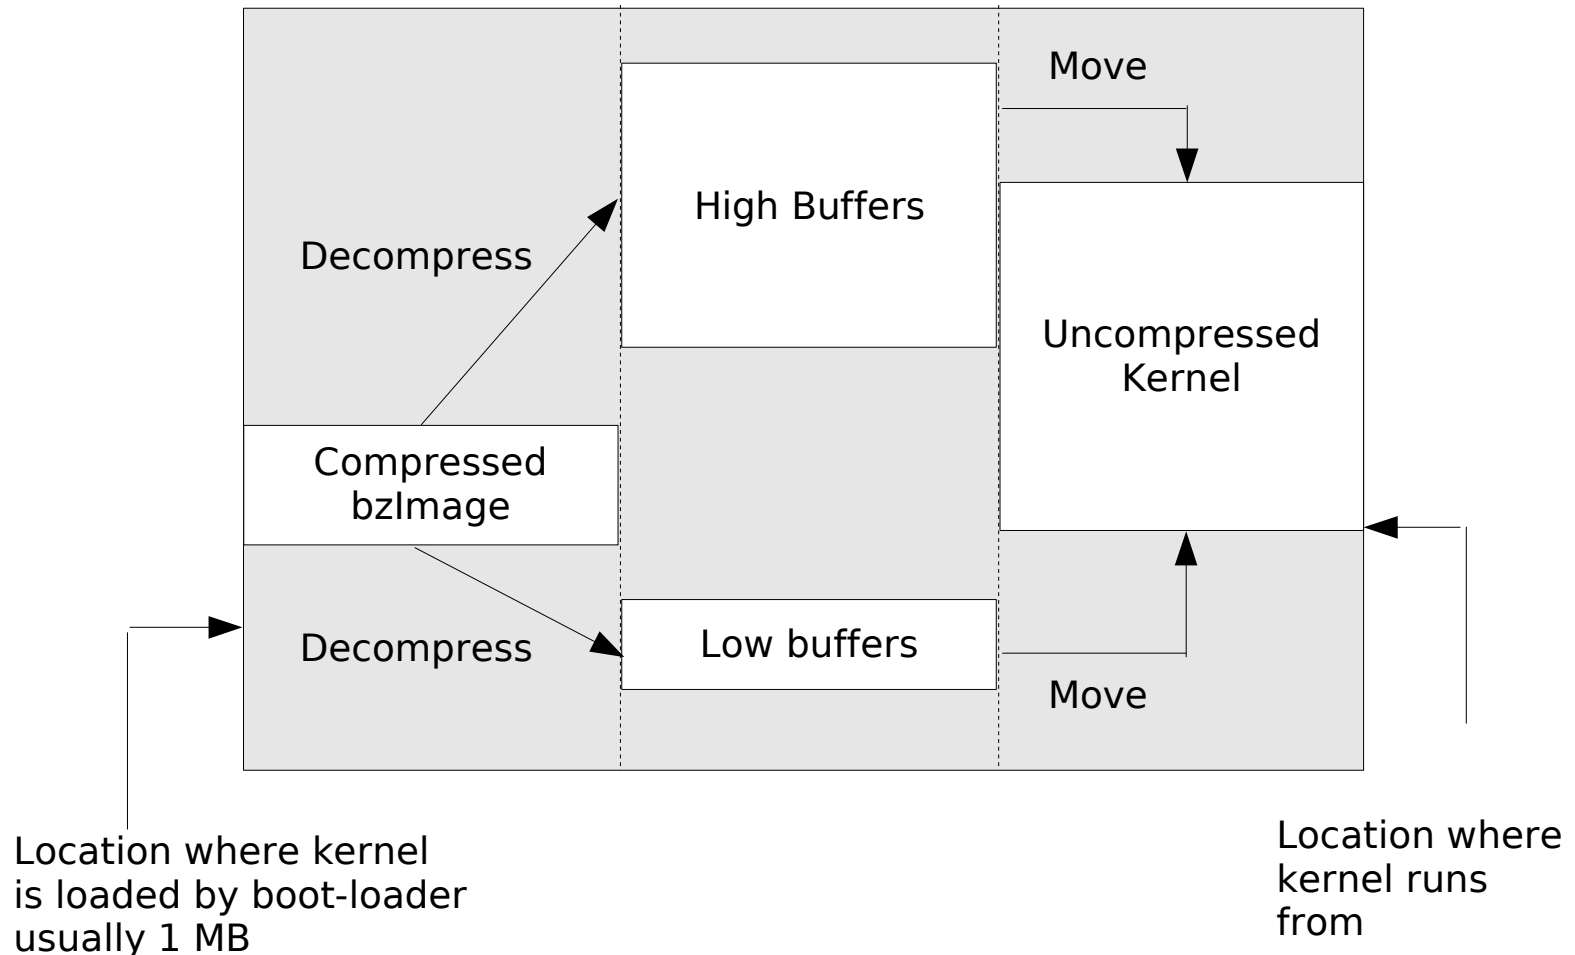 Move
High Buffers
Decompress
Uncompressed
Kernel
Compressed
bzImage
Low buffers
Decompress
Move
Location where kernel
is loaded by boot-loader
usually 1 MB
Location where
kernel runs
from